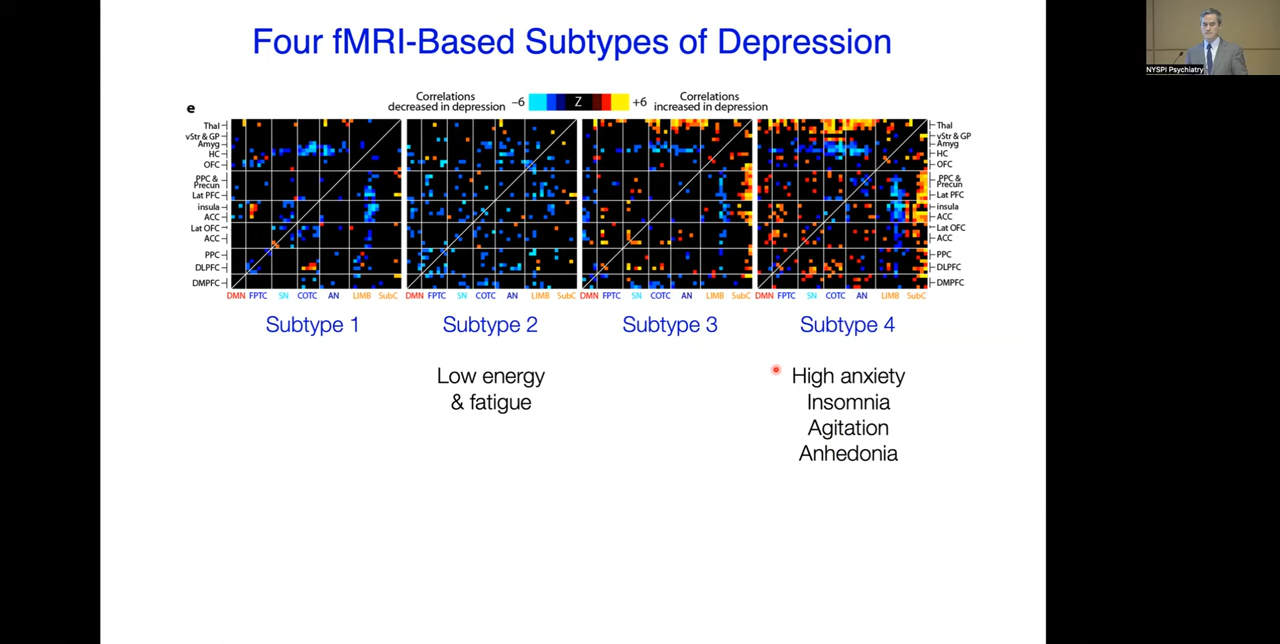 Four fMRI-Based Subtypes of Depression
NYSPI Psychiatry
e
Correlations
decreased in depression
-6
Z
+6
Correlations
increased in depression
Thal
vStr & GP
Amyg
HC
OFC
PPC &
Precun
Lat PFC
insula
ACC
Lat OFC
ACC
PPC
DLPFC
DMPFC
Thal
vStr & GP
Amyg
HC
OFC
PPC &
Precun
Lat PFC
insula
ACC
Lat OFC
ACC
PPC
DLPFC
DMPFC
DMN FPTC SN COTC AN LIMB SubC
DMN FPTC SN COTC AN LIMB SubC
DMN FPTC SN COTC AN LIMB SubC
DMN FPTC SN COTC AN LIMB SubC
Subtype 1
Subtype 2
Subtype 3
Subtype 4
Low energy
& fatigue
High anxiety
Insomnia
Agitation
Anhedonia